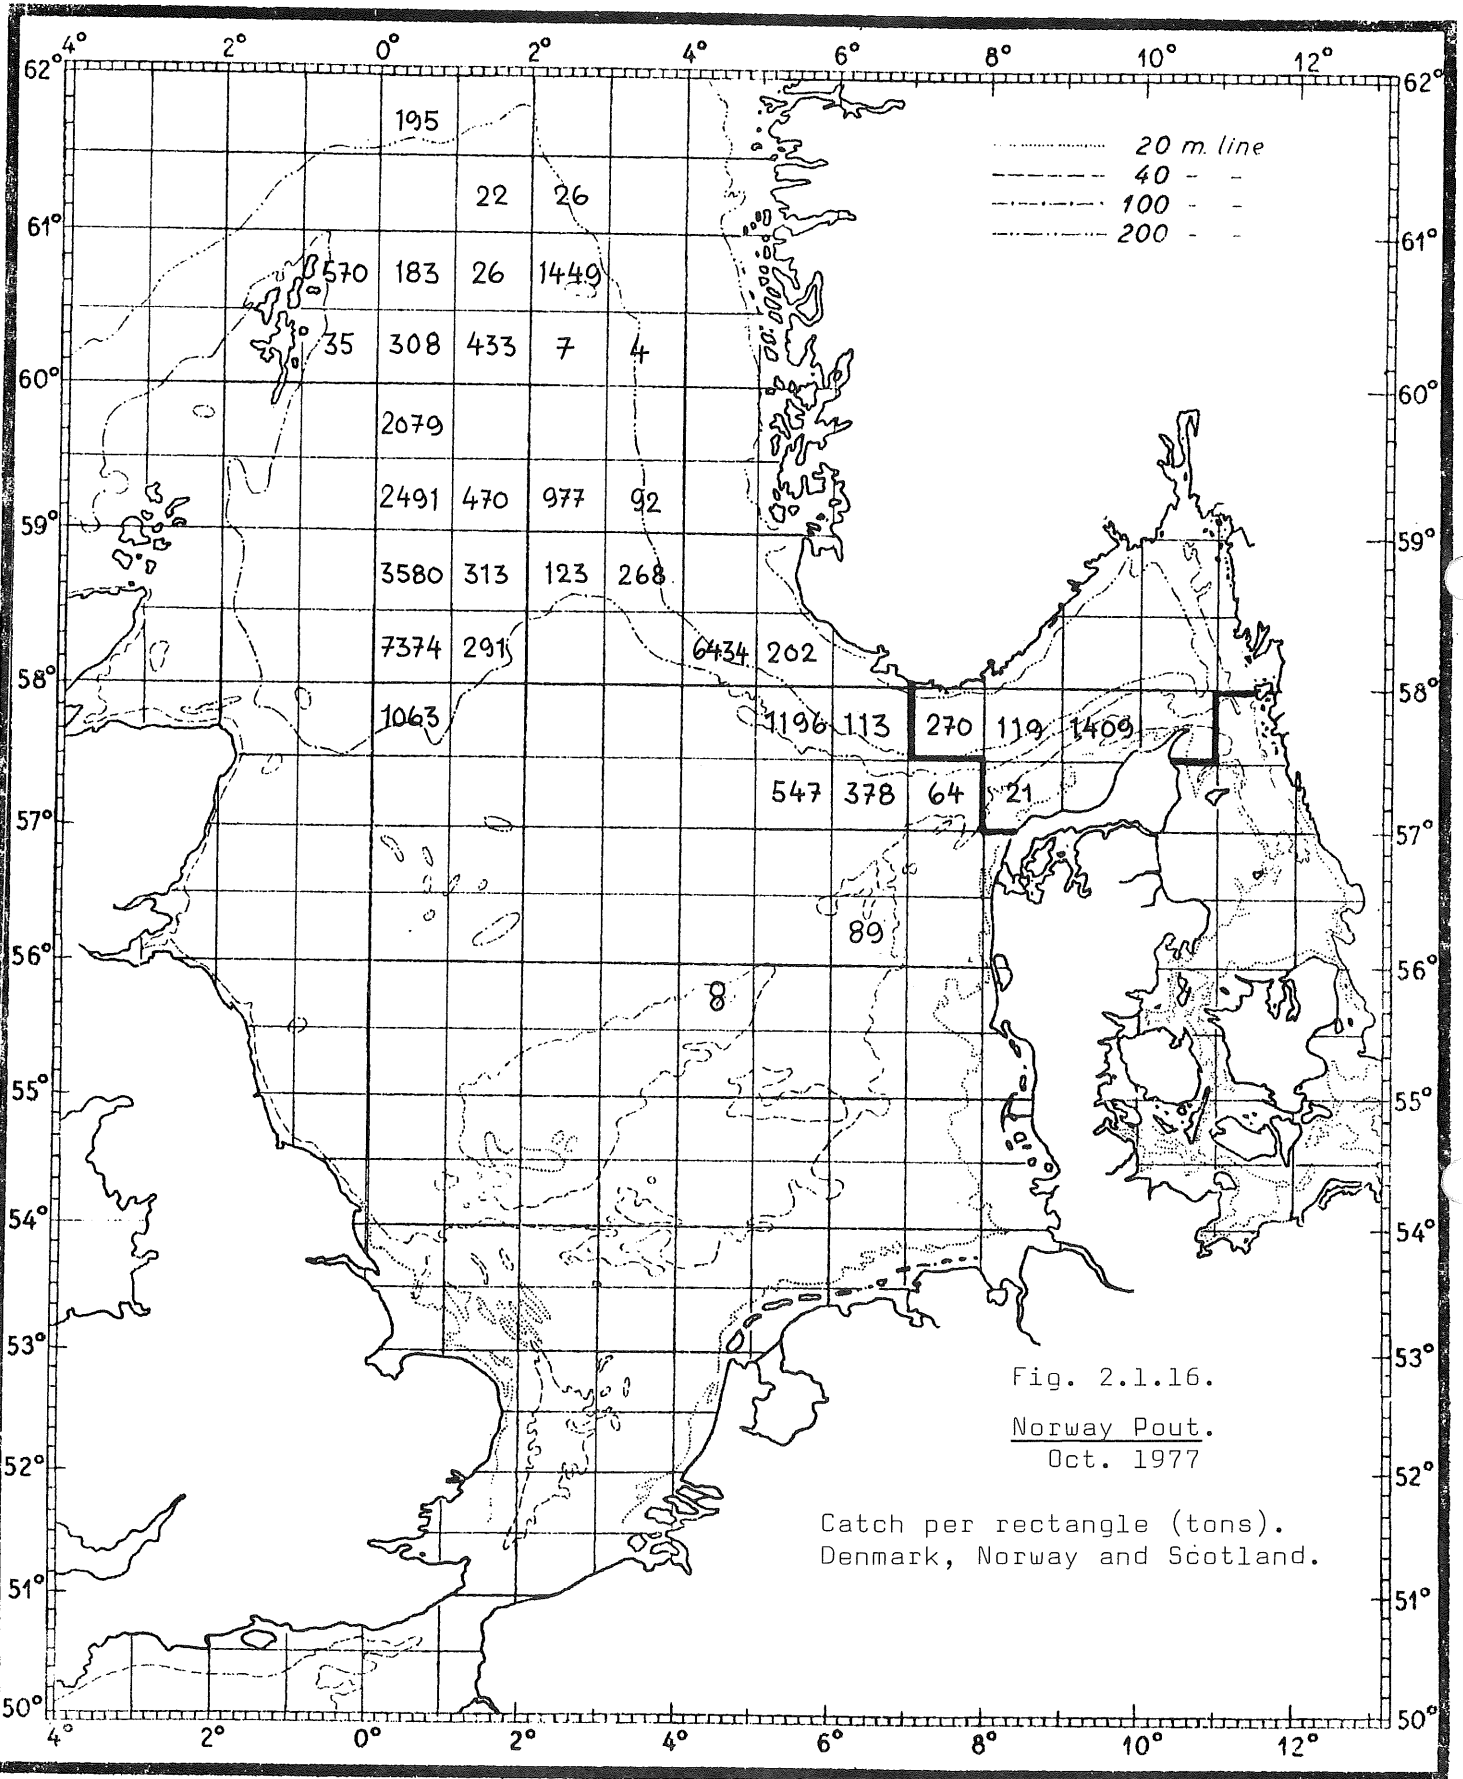 4° 2° 0° 2° 4° 6° 8° 10° 12°
62° 62°
195
20 m. line
40 - -
100 - -
200 - -
22 26
61° 61°
570 183 26 1449
35 308 433 7 4
60° 60°
2079
2491 470 977 92
59° 59°
3580 313 123 268
7374 291 6434 202
58° 58°
1063 1196 113 270 119 1409
547 378 64 21
57° 57°
89
56° 56°
8
55° 55°
54° 54°
53° 53°
Fig. 2.1.16.
Norway Pout.
Oct. 1977
52° 52°
Catch per rectangle (tons).
Denmark, Norway and Scotland.
51° 51°
50° 50°
4° 2° 0° 2° 4° 6° 8° 10° 12°